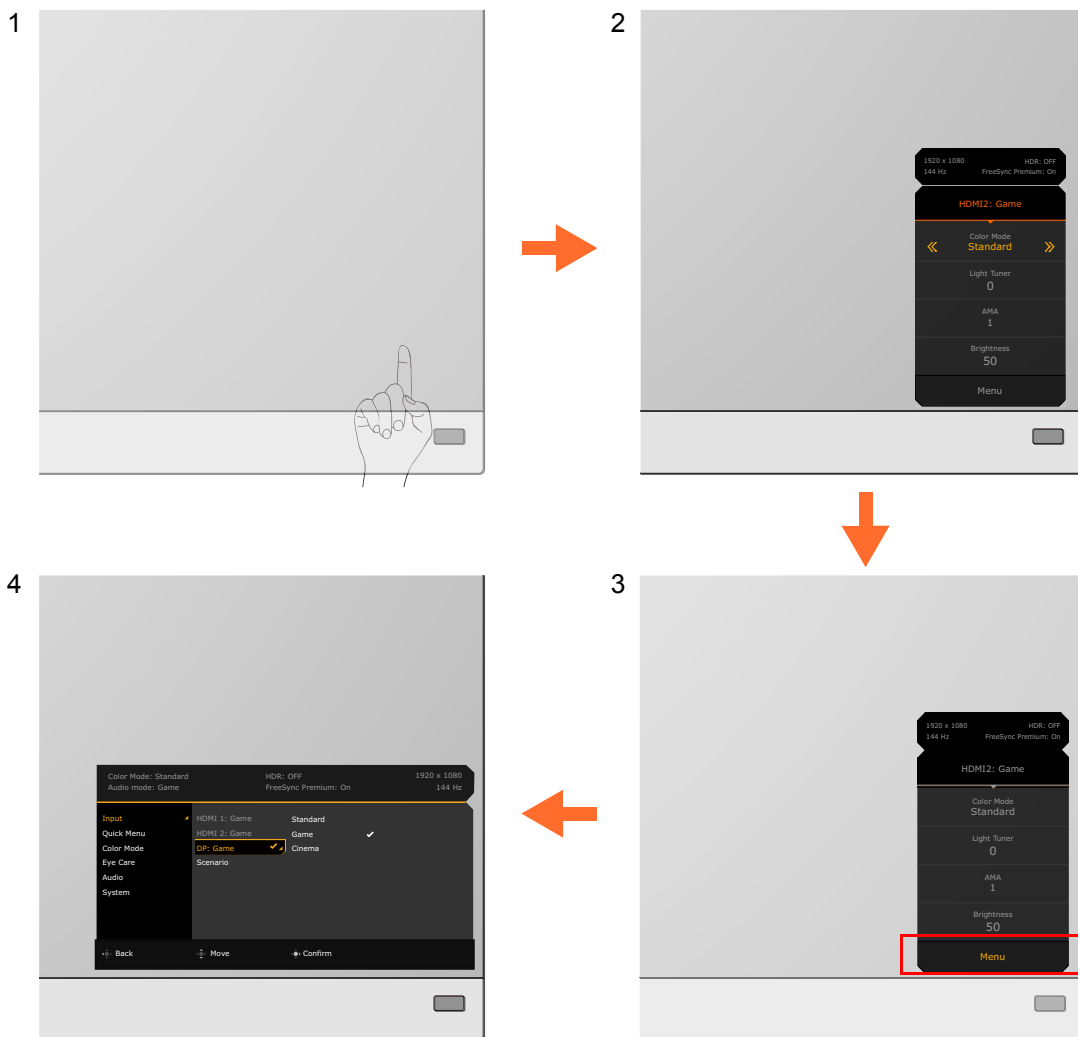 1
2
1920 x 1080 HDR: OFF
144 Hz FreeSync Premium: On
HDMI2: Game
Color Mode
Standard
Light Tuner
0
AMA
1
Brightness
50
Menu
3
1920 x 1080 HDR: OFF
144 Hz FreeSync Premium: On
HDMI2: Game
Color Mode
Standard
Light Tuner
0
AMA
1
Brightness
50
Menu
4
Color Mode: Standard HDR: OFF 1920 x 1080
Audio mode: Game FreeSync Premium: On 144 Hz
Input HDMI 1: Game Standard
Quick Menu HDMI 2: Game Game
Color Mode DP: Game Cinema
Eye Care Scenario
Audio
System
Back Move Confirm